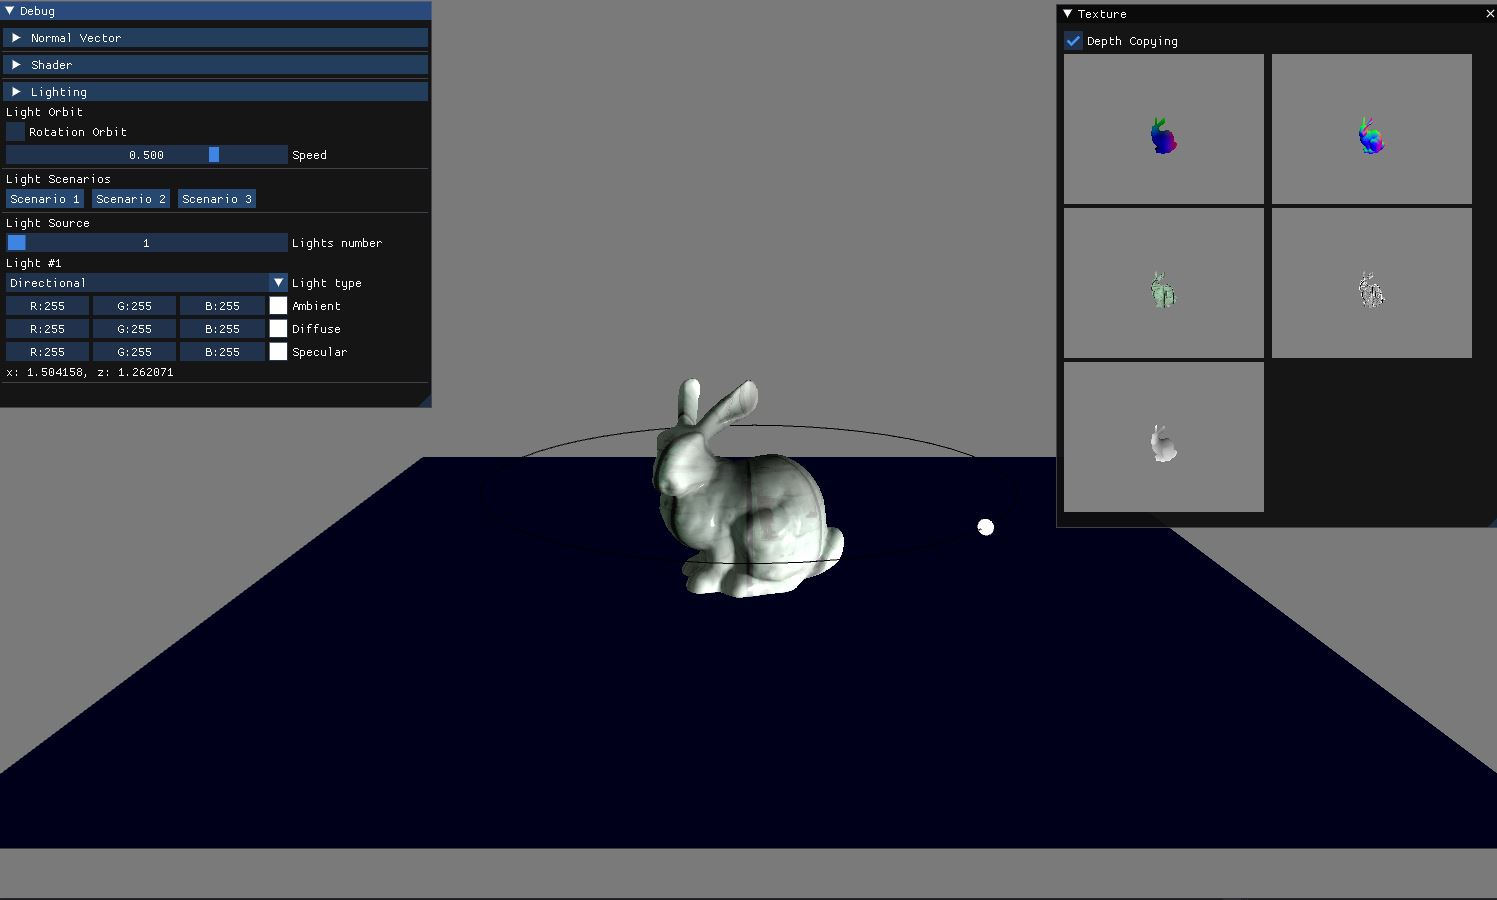 Debug
Normal Vector
Shader
Lighting
Light Orbit
Rotation Orbit
0.500 Speed
Light Scenarios
Scenario 1 Scenario 2 Scenario 3
Light Source
1 Lights number
Light #1
Directional Light type
R:255 G:255 B:255 Ambient
R:255 G:255 B:255 Diffuse
R:255 G:255 B:255 Specular
x: 1.504158, z: 1.262071
Texture
Depth Copying